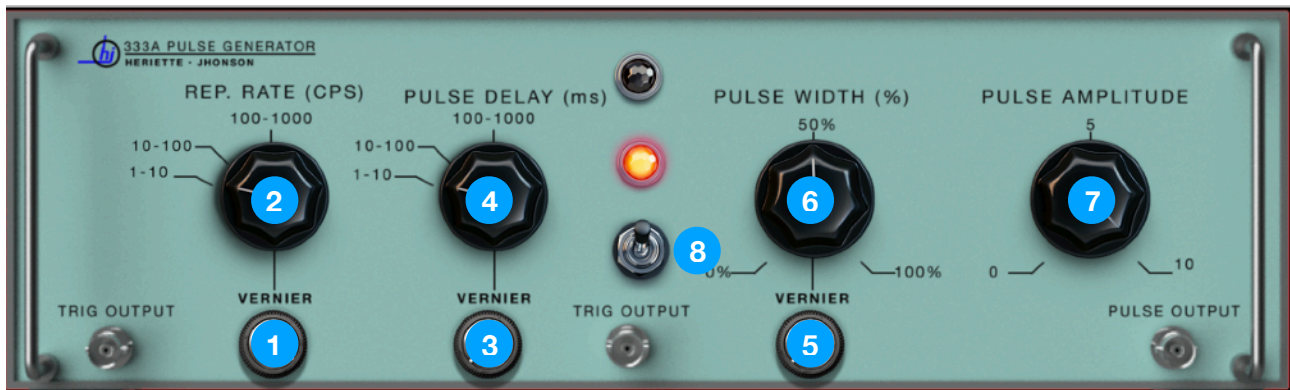 hj
333A PULSE GENERATOR
HERIETTE - JHONSON
REP. RATE (CPS)
100-1000
10-100
1-10
PULSE DELAY (ms)
100-1000
10-100
1-10
PULSE WIDTH (%)
50%
0%
100%
PULSE AMPLITUDE
5
0
10
2
4
6
7
8
VERNIER
VERNIER
VERNIER
TRIG OUTPUT
TRIG OUTPUT
PULSE OUTPUT
1
3
5